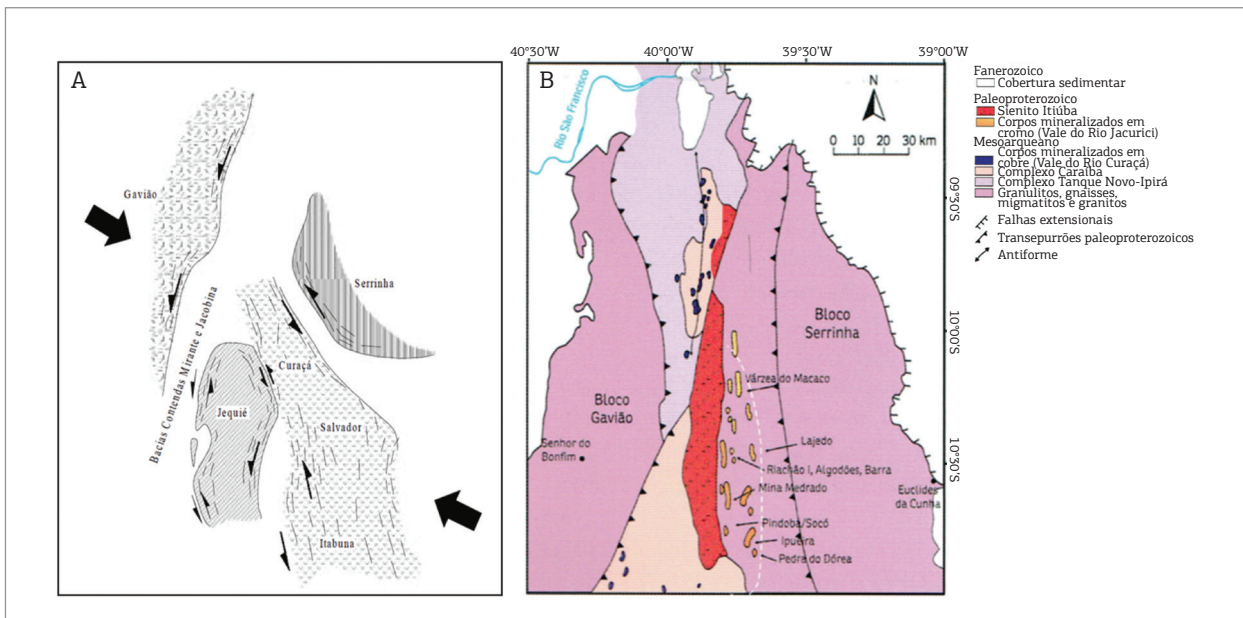 A
Gavião
Serrinha
Bacias Contendas Mirante e Jacobina
Curaçá
Jequié
Salvador
Itabuna
B
40°30'W
40°00'W
39°30'W
39°00'W
Rio São Francisco
N
0 10 20 30 km
09°30'S
10°00'S
10°30'S
Bloco
Serrinha
Bloco
Gavião
Várzea do Macaco
Senhor do
Bonfim
Lajedo
Riachão I, Algodões, Barra
Mina Medrado
Euclides
da Cunha
Pindoba/Socó
Ipueira
Pedra do Dórea
Fanerozoico
Cobertura sedimentar
Paleoproterozoico
Sienito Itiúba
Corpos mineralizados em
cromo (Vale do Rio Jacurici)
Mesoarqueano
Corpos mineralizados em
cobre (Vale do Rio Curaçá)
Complexo Caraíba
Complexo Tanque Novo-Ipirá
Granulitos, gnaisses,
migmatitos e granitos
Falhas extensionais
Transepurrões paleoproterozoicos
Antiforme